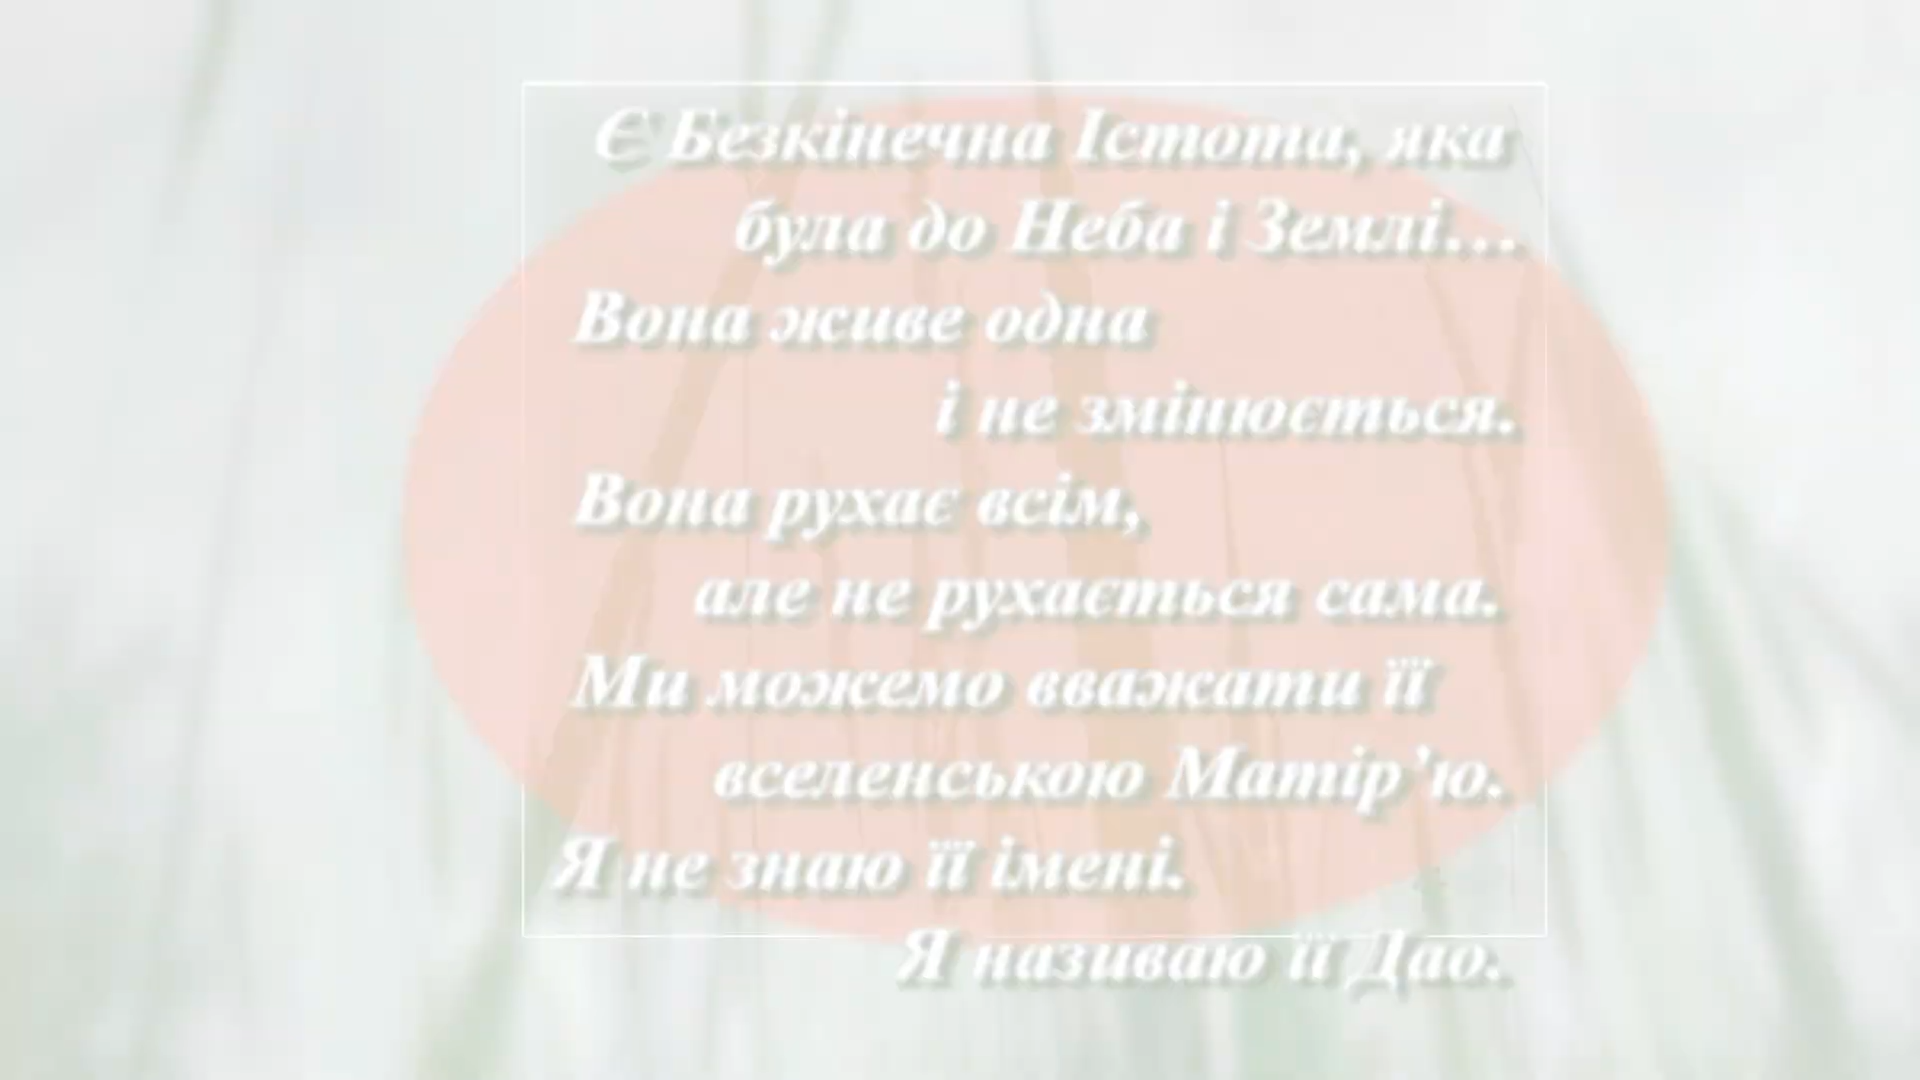 Є Безкінечна Істота, яка
була до Неба і Землі…
Вона живе одна
і не змінюється.
Вона рухає всім,
але не рухається сама.
Ми можемо вважати її
вселенською Матір’ю.
Я не знаю її імені.
Я називаю її Дао.